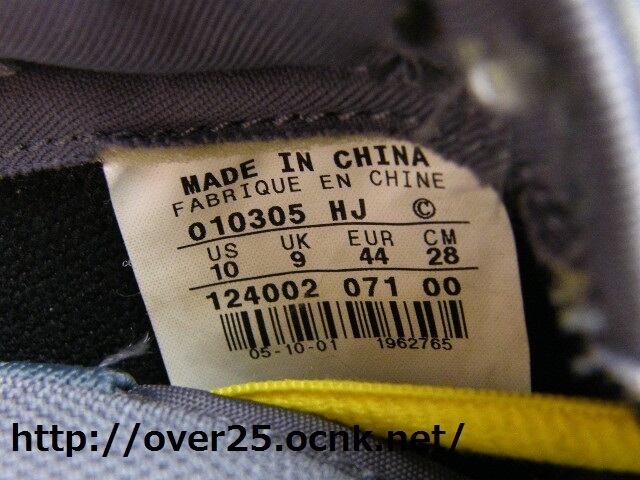 MADE IN CHINA
FABRIQUE EN CHINE
010305 HJ ©
US UK EUR CM
10 9 44 28
124002 071 00
05-10-01 1962765
http://over25.ocnk.net/